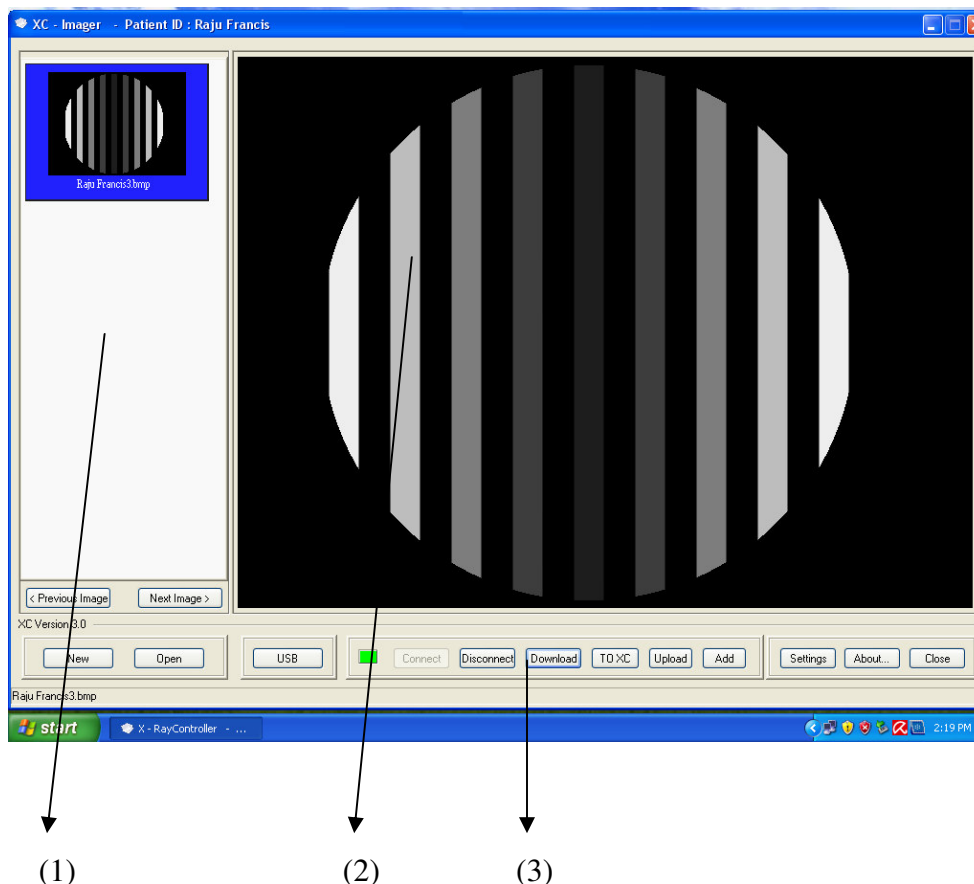 XC - Imager - Patient ID : Raju Francis
Raju Francis3.bmp
< Previous Image Next Image >
XC Version 3.0
New Open USB Connect Disconnect Download TO XC Upload Add Settings About... Close
Raju Francis3.bmp
start X - RayController - ... 2:19 PM
(1) (2) (3)